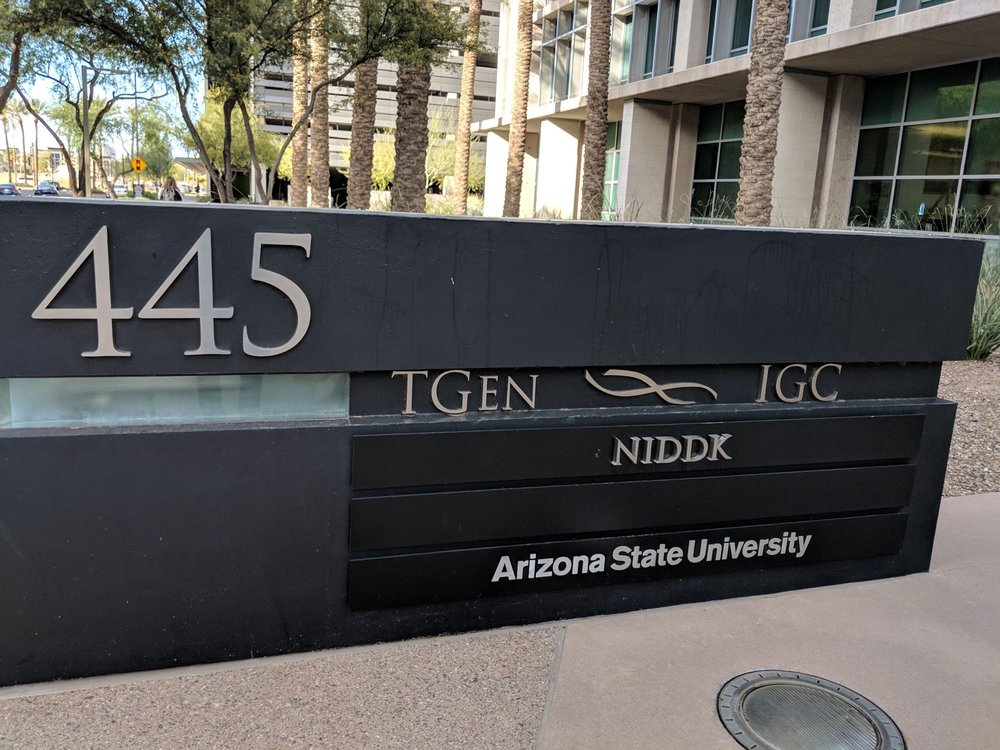 445
TGEN IGC
NIDDK
Arizona State University